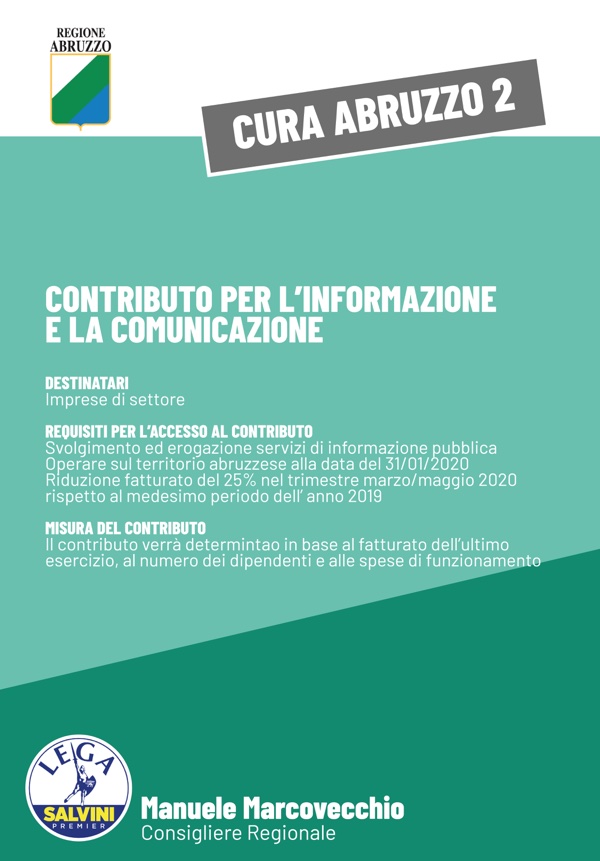 REGIONE
ABRUZZO
CURA ABRUZZO 2
CONTRIBUTO PER L'INFORMAZIONE
E LA COMUNICAZIONE
DESTINATARI
Imprese di settore
REQUISITI PER L'ACCESSO AL CONTRIBUTO
Svolgimento ed erogazione servizi di informazione pubblica
Operare sul territorio abruzzese alla data del 31/01/2020
Riduzione fatturato del 25% nel trimestre marzo/maggio 2020
rispetto al medesimo periodo dell' anno 2019
MISURA DEL CONTRIBUTO
Il contributo verrà determintao in base al fatturato dell'ultimo
esercizio, al numero dei dipendenti e alle spese di funzionamento
LEGA
SALVINI
PREMIER
Manuele Marcovecchio
Consigliere Regionale